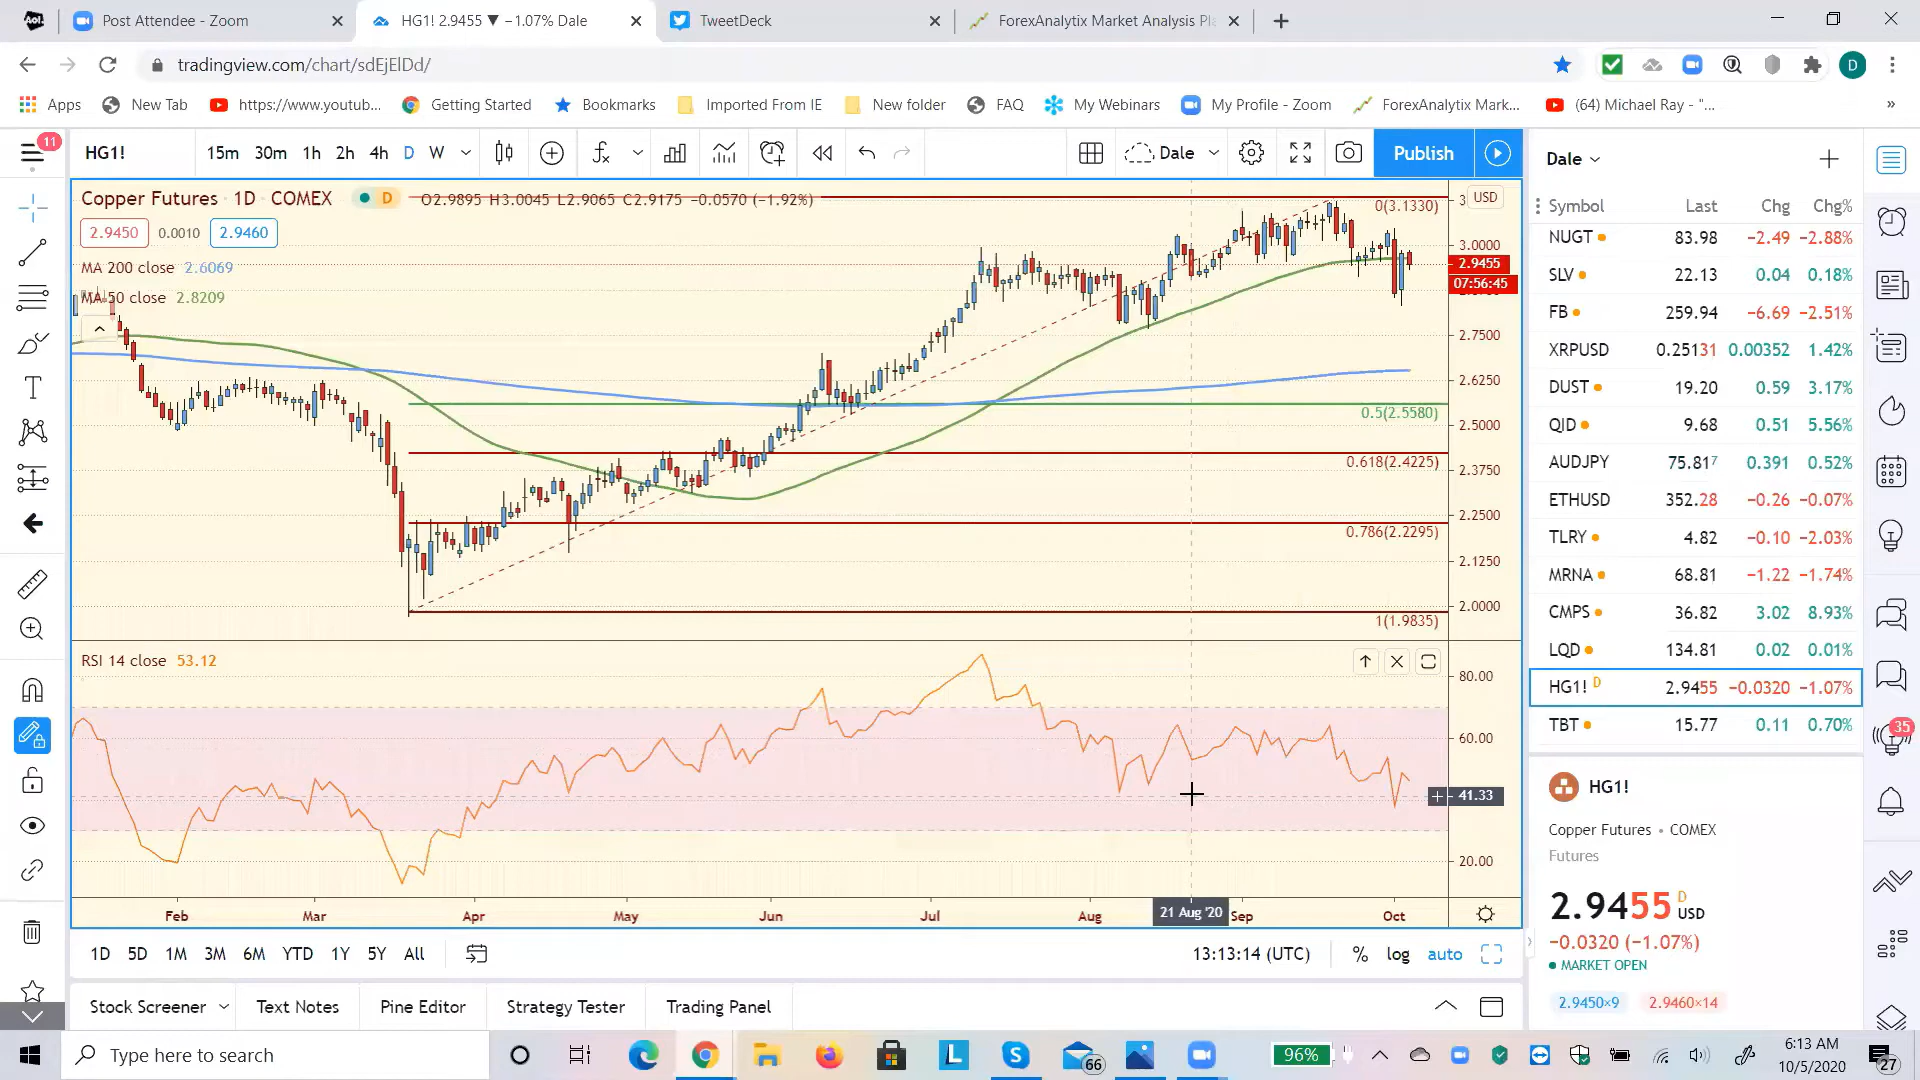 Aol. Post Attendee - Zoom HG1! 2.9455 ▼ −1.07% Dale TweetDeck ForexAnalytix Market Analysis Pl
tradingview.com/chart/sdEjElDd/ D
Apps New Tab https://www.youtub... Getting Started Bookmarks Imported From IE New folder FAQ My Webinars My Profile - Zoom ForexAnalytix Mark... (64) Michael Ray - "... »
11 HG1! 15m 30m 1h 2h 4h D W Dale Publish Dale
Copper Futures · 1D · COMEX D O2.9895 H3.0045 L2.9065 C2.9175 −0.0570 (−1.92%)
2.9450 0.0010 2.9460
MA 200 close 2.6069
MA 50 close 2.8209
0(3.1330)
0.5(2.5580)
0.618(2.4225)
0.786(2.2295)
1(1.9835)
USD
3.0000
2.9455
07:56:45
2.7500
2.6250
2.5000
2.3750
2.2500
2.1250
2.0000
RSI 14 close 53.12
80.00
60.00
41.33
20.00
Feb Mar Apr May Jun Jul Aug 21 Aug '20 Sep Oct
1D 5D 1M 3M 6M YTD 1Y 5Y All 13:13:14 (UTC) % log auto
Stock Screener Text Notes Pine Editor Strategy Tester Trading Panel
Symbol Last Chg Chg%
NUGT 83.98 −2.49 −2.88%
SLV 22.13 0.04 0.18%
FB 259.94 −6.69 −2.51%
XRPUSD 0.25131 0.00352 1.42%
DUST 19.20 0.59 3.17%
QID 9.68 0.51 5.56%
AUDJPY 75.817 0.391 0.52%
ETHUSD 352.28 −0.26 −0.07%
TLRY 4.82 −0.10 −2.03%
MRNA 68.81 −1.22 −1.74%
CMPS 36.82 3.02 8.93%
LQD 134.81 0.02 0.01%
HG1! D 2.9455 −0.0320 −1.07%
TBT 15.77 0.11 0.70%
35
HG1!
Copper Futures • COMEX
Futures
2.9455 D USD
−0.0320 (−1.07%)
MARKET OPEN
2.9450×9 2.9460×14
Type here to search L S 66 96% 6:13 AM
10/5/2020 27